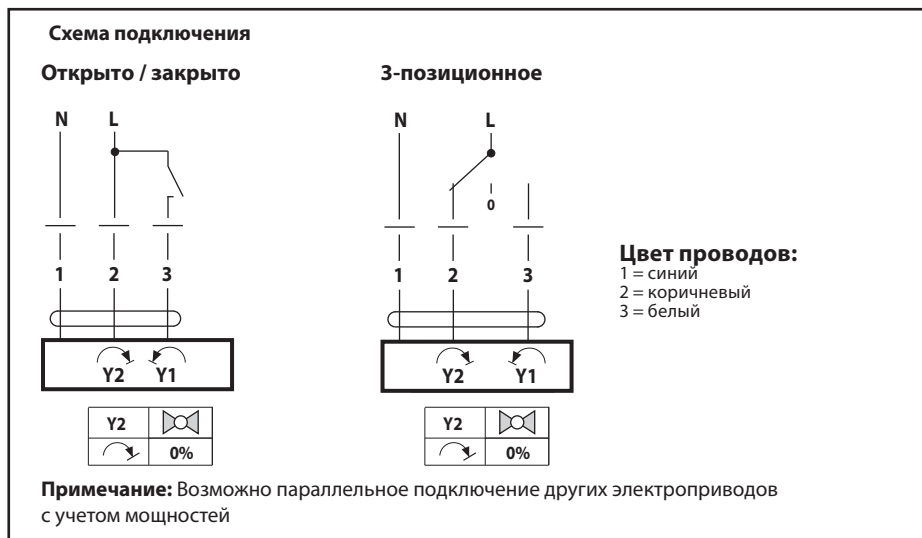 Схема подключения
Открыто / закрыто
3-позиционное
N L
N L
0
1 2 3
1 2 3
Цвет проводов:
1 = синий
2 = коричневый
3 = белый
Y2 Y1
Y2 Y1
Y2
0%
Y2
0%
Примечание: Возможно параллельное подключение других электроприводов
с учетом мощностей